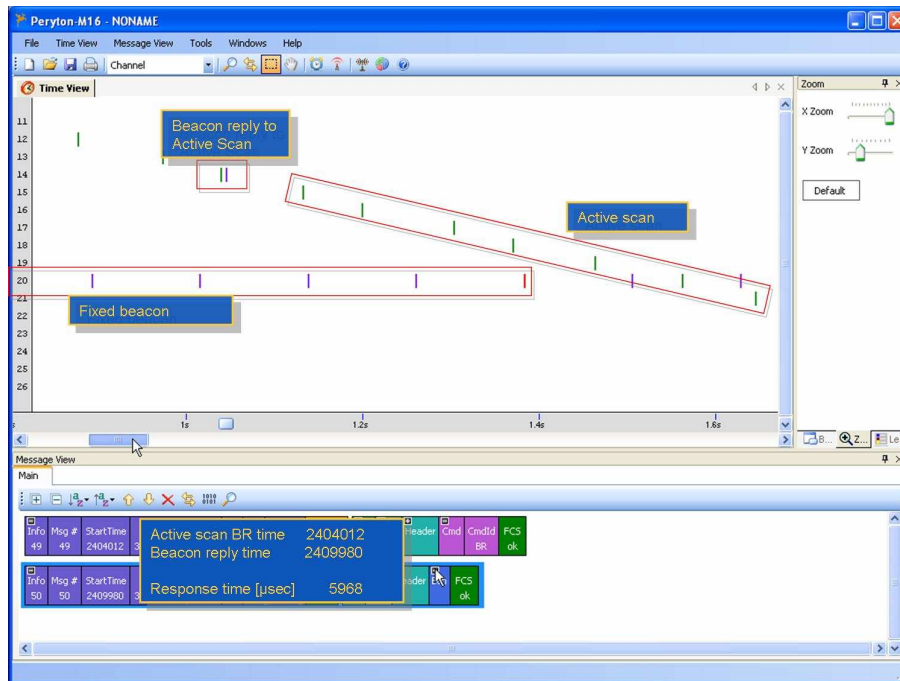 Peryton-M16 - NONAME
File Time View Message View Tools Windows Help
Channel
Time View
Zoom
X Zoom
Y Zoom
Default
11
12
13
14
15
16
17
18
19
20
21
22
23
24
25
26
Beacon reply to
Active Scan
Active scan
Fixed beacon
1s 1.2s 1.4s 1.6s
B... Z... Le
Message View
Main
Info Msg # StartTime Header Cmd CmdId FCS
49 49 2404012 BR ok
Active scan BR time 2404012
Beacon reply time 2409980
Response time [µsec] 5968
Info Msg # StartTime FCS
50 50 2409980 ok